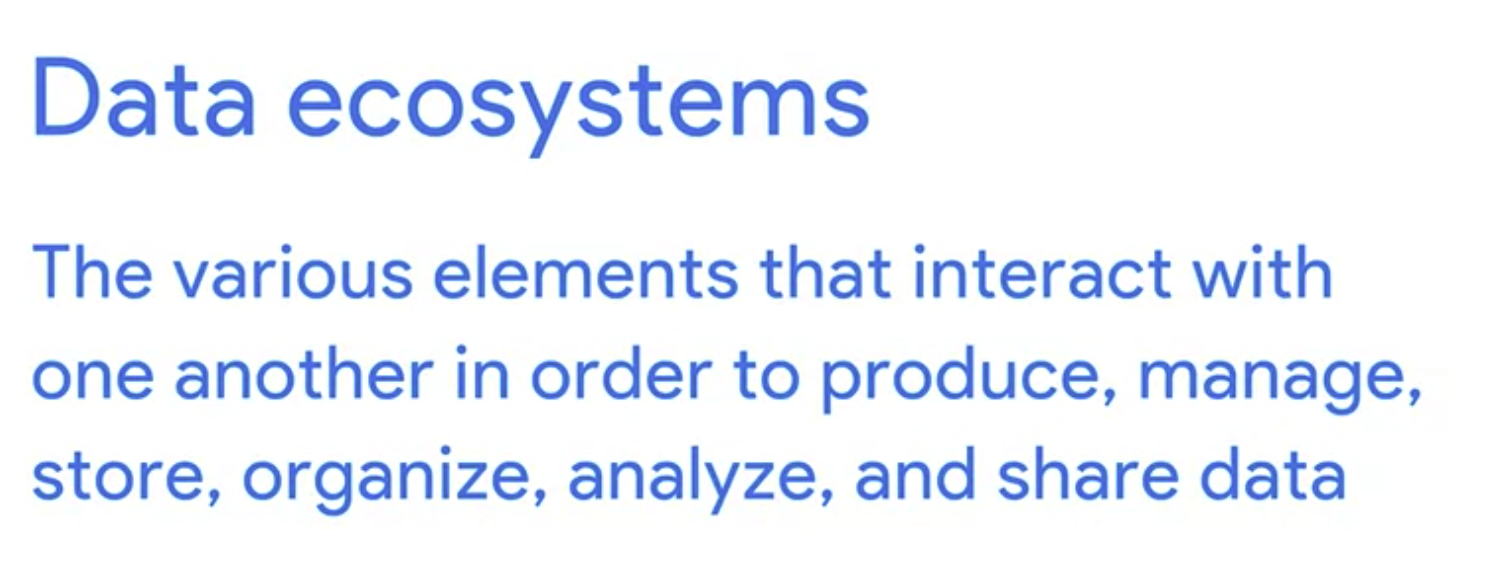 Data ecosystems
The various elements that interact with
one another in order to produce, manage,
store, organize, analyze, and share data